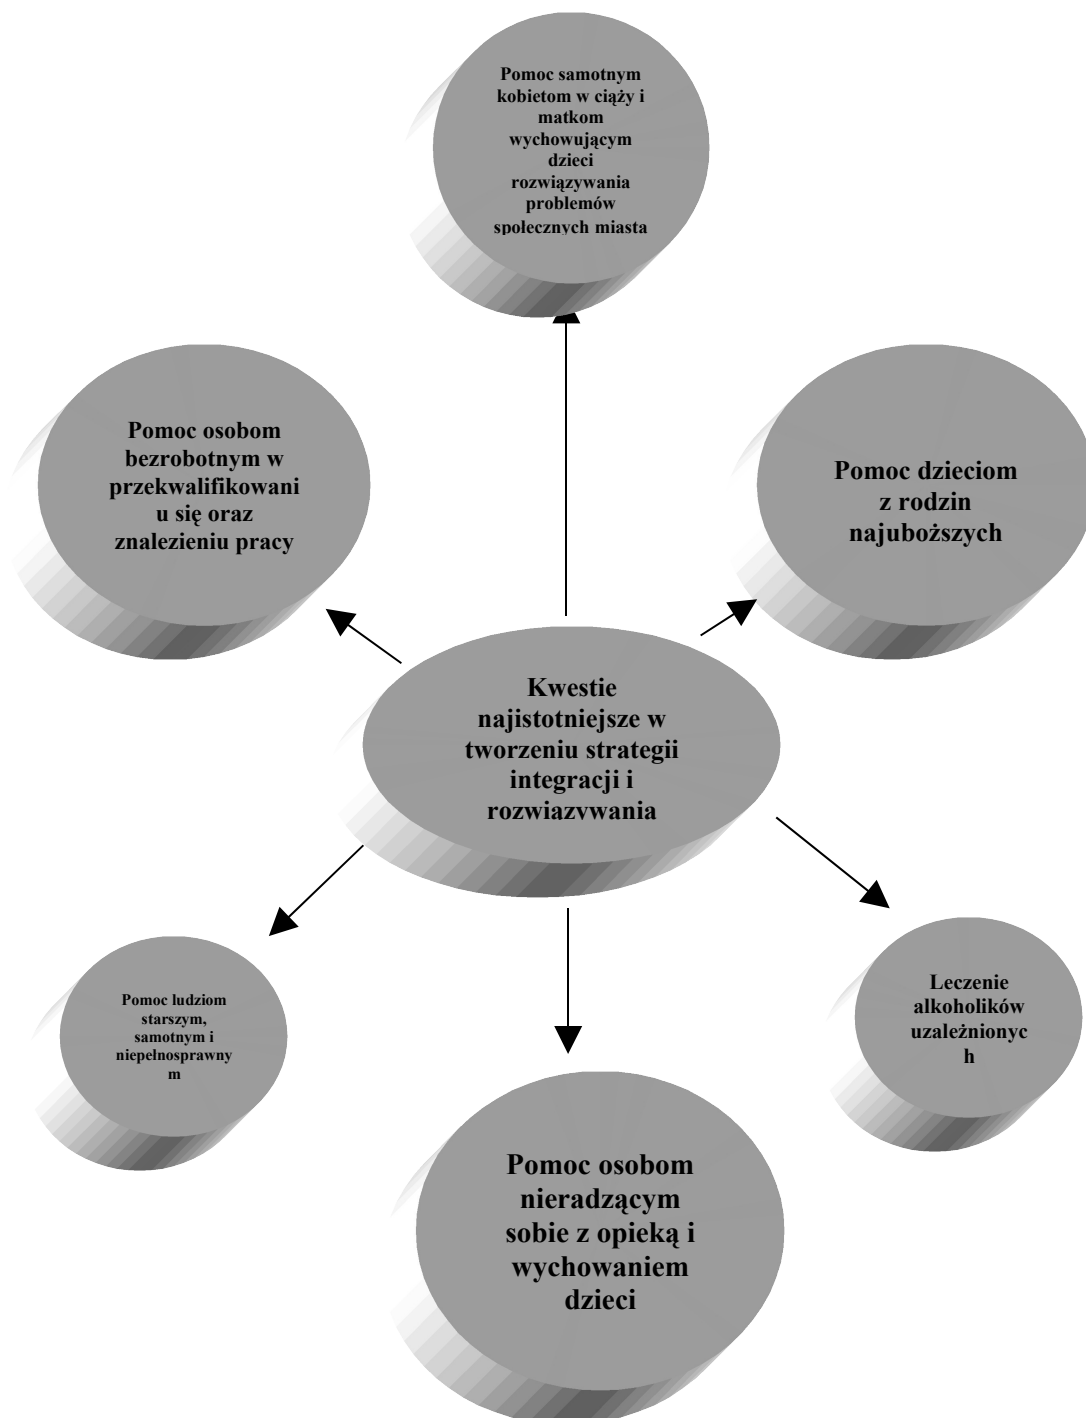 Pomoc samotnym
kobietom w ciąży i
matkom
wychowującym
dzieci
rozwiązywania
problemów
społecznych miasta
Pomoc osobom
bezrobotnym w
przekwalifikowani
u się oraz
znalezieniu pracy
Pomoc dzieciom
z rodzin
najuboższych
Kwestie
najistotniejsze w
tworzeniu strategii
integracji i
rozwiązywania
Pomoc ludziom
starszym,
samotnym i
niepełnosprawny
m
Leczenie
alkoholików
uzależnionyc
h
Pomoc osobom
nieradzącym
sobie z opieką i
wychowaniem
dzieci